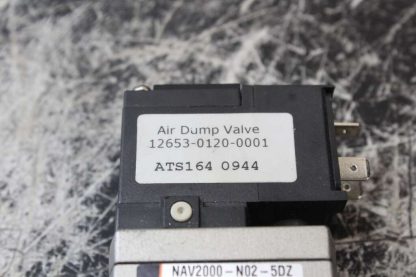 Air Dump Valve
12653-0120-0001
ATS164 0944
NAV2000-N02-5DZ